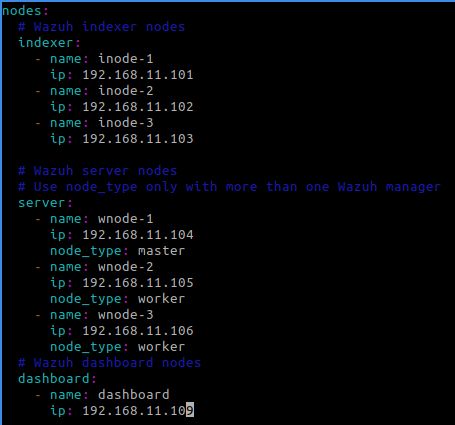 nodes:
  # Wazuh indexer nodes
  indexer:
    - name: inode-1
      ip: 192.168.11.101
    - name: inode-2
      ip: 192.168.11.102
    - name: inode-3
      ip: 192.168.11.103

  # Wazuh server nodes
  # Use node_type only with more than one Wazuh manager
  server:
    - name: wnode-1
      ip: 192.168.11.104
      node_type: master
    - name: wnode-2
      ip: 192.168.11.105
      node_type: worker
    - name: wnode-3
      ip: 192.168.11.106
      node_type: worker
  # Wazuh dashboard nodes
  dashboard:
    - name: dashboard
      ip: 192.168.11.109